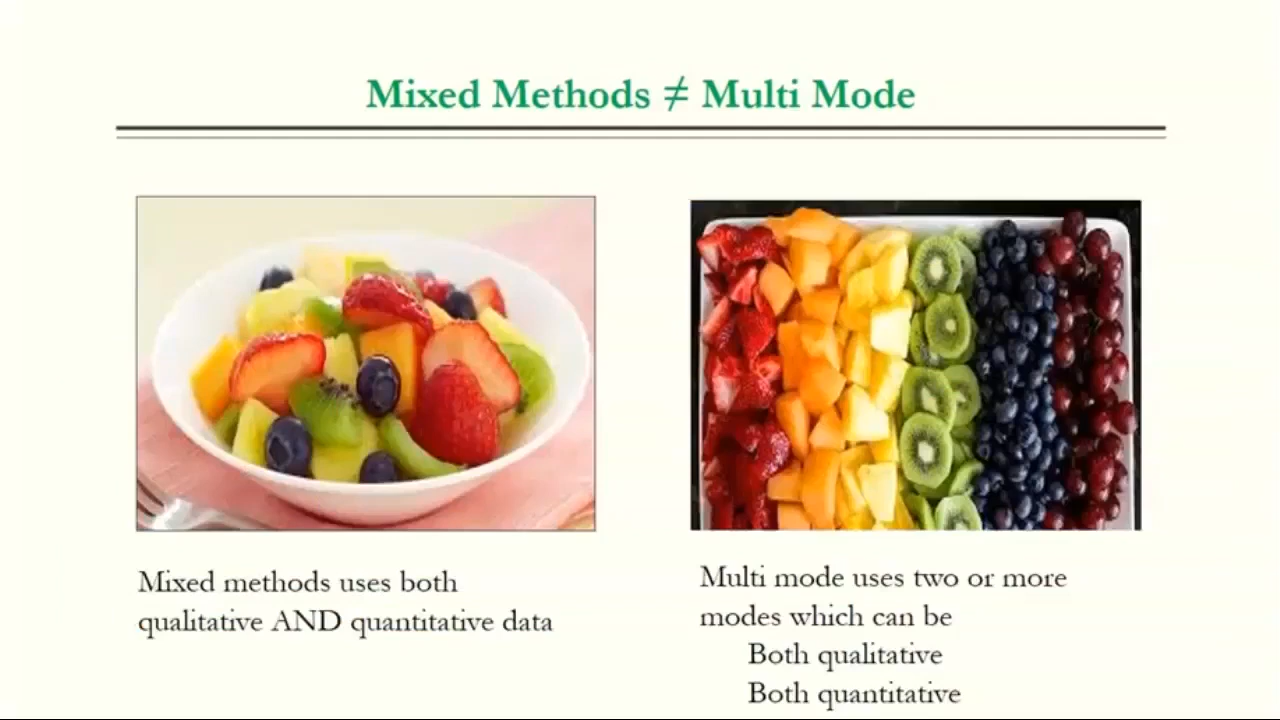 Mixed Methods ≠ Multi Mode
Mixed methods uses both
qualitative AND quantitative data
Multi mode uses two or more
modes which can be
Both qualitative
Both quantitative